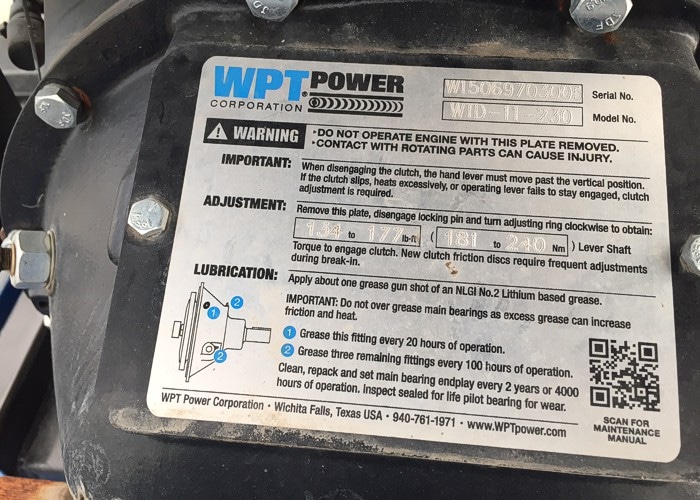 WPT POWER
CORPORATION
Serial No.
WTD-11-230 Model No.
WARNING
•DO NOT OPERATE ENGINE WITH THIS PLATE REMOVED.
•CONTACT WITH ROTATING PARTS CAN CAUSE INJURY.
IMPORTANT: When disengaging the clutch, the hand lever must move past the vertical position.
If the clutch slips, heats excessively, or operating lever fails to stay engaged, clutch
adjustment is required.
ADJUSTMENT: Remove this plate, disengage locking pin and turn adjusting ring clockwise to obtain:
134 to 177 lb-ft ( 181 to 240 Nm ) Lever Shaft
Torque to engage clutch. New clutch friction discs require frequent adjustments
during break-in.
LUBRICATION: Apply about one grease gun shot of an NLGI No.2 Lithium based grease.
IMPORTANT: Do not over grease main bearings as excess grease can increase
friction and heat.
1 Grease this fitting every 20 hours of operation.
2 Grease three remaining fittings every 100 hours of operation.
Clean, repack and set main bearing endplay every 2 years or 4000
hours of operation. Inspect sealed for life pilot bearing for wear.
2
1
2
WPT Power Corporation • Wichita Falls, Texas USA • 940-761-1971 • www.WPTpower.com
SCAN FOR
MAINTENANCE
MANUAL